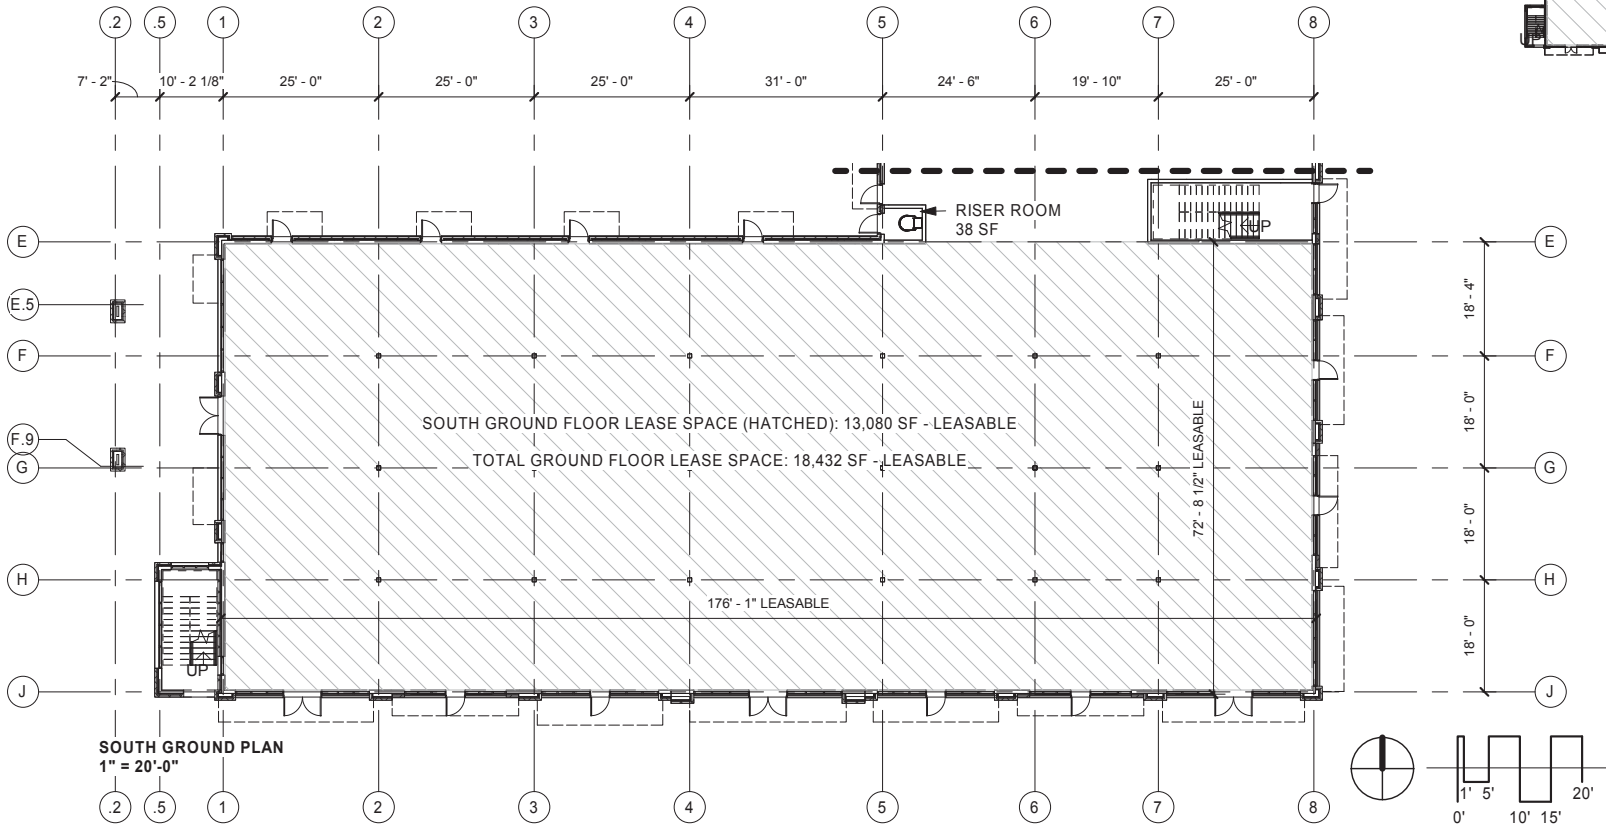 .2 .5 1 2 3 4 5 6 7 8
7' - 2" 10' - 2 1/8" 25' - 0" 25' - 0" 25' - 0" 31' - 0" 24' - 6" 19' - 10" 25' - 0"
RISER ROOM
38 SF
UP
E E
E.5
18' - 4"
F F
18' - 0"
SOUTH GROUND FLOOR LEASE SPACE (HATCHED): 13,080 SF - LEASABLE
TOTAL GROUND FLOOR LEASE SPACE: 18,432 SF - LEASABLE
72' - 8 1/2" LEASABLE
F.9
G G
18' - 0"
H H
176' - 1" LEASABLE
18' - 0"
UP
J J
SOUTH GROUND PLAN
1" = 20'-0"
.2 .5 1 2 3 4 5 6 7 8
1' 5' 20'
0' 10' 15'